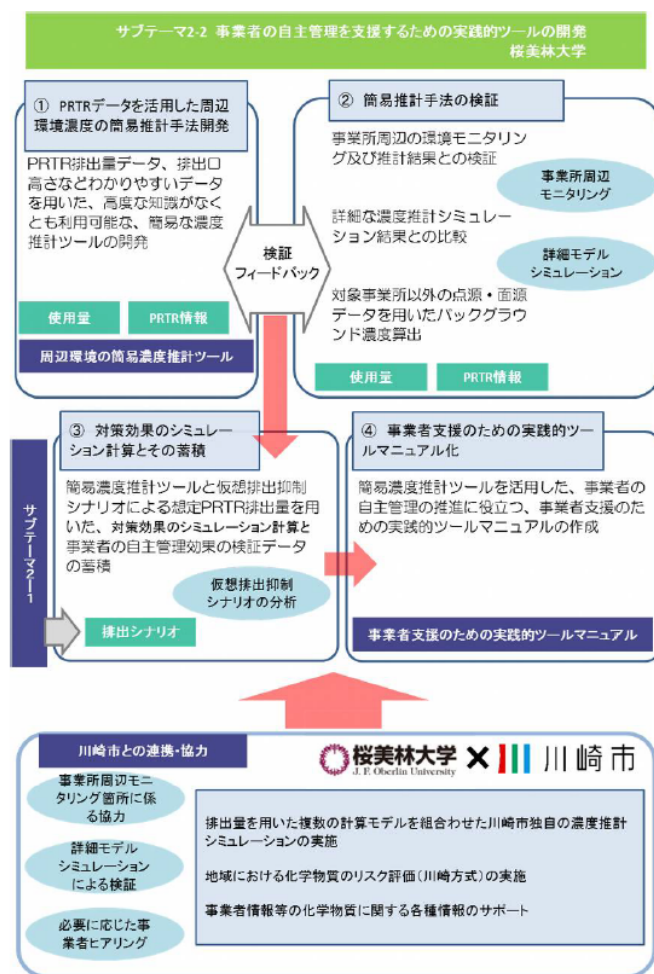 サブテーマ2-2 事業者の自主管理を支援するための実践的ツールの開発
桜美林大学
① PRTRデータを活用した周辺
環境濃度の簡易推計手法開発
PRTR排出量データ、排出口
高さなどわかりやすいデータ
を用いた、高度な知識がなく
とも利用可能な、簡易な濃度
推計ツールの開発
使用量
PRTR情報
周辺環境の簡易濃度推計ツール
検証
フィードバック
② 簡易推計手法の検証
事業所周辺の環境モニタリン
グ及び推計結果との検証
事業所周辺
モニタリング
詳細な濃度推計シミュレー
ション結果との比較
詳細モデル
シミュレーション
対象事業所以外の点源・面源
データを用いたバックグラウ
ンド濃度算出
使用量
PRTR情報
サブテーマ2ー1
③ 対策効果のシミュレー
ション計算とその蓄積
簡易濃度推計ツールと仮想排出抑制
シナリオによる想定PRTR排出量を用
いた、対策効果のシミュレーション計算と
事業者の自主管理効果の検証データ
の蓄積
仮想排出抑制
シナリオの分析
排出シナリオ
④ 事業者支援のための実践的ツー
ルマニュアル化
簡易濃度推計ツールを活用した、事業者の
自主管理の推進に役立つ、事業者支援のた
めの実践的ツールマニュアルの作成
事業者支援のための実践的ツールマニュアル
川崎市との連携・協力
桜美林大学
J. F. Oberlin University
×
川崎市
事業所周辺モニ
タリング箇所に係
る協力
詳細モデル
シミュレーション
による検証
必要に応じた事
業者ヒアリング
排出量を用いた複数の計算モデルを組合わせた川崎市独自の濃度推計
シミュレーションの実施
地域における化学物質のリスク評価(川崎方式)の実施
事業者情報等の化学物質に関する各種情報のサポート